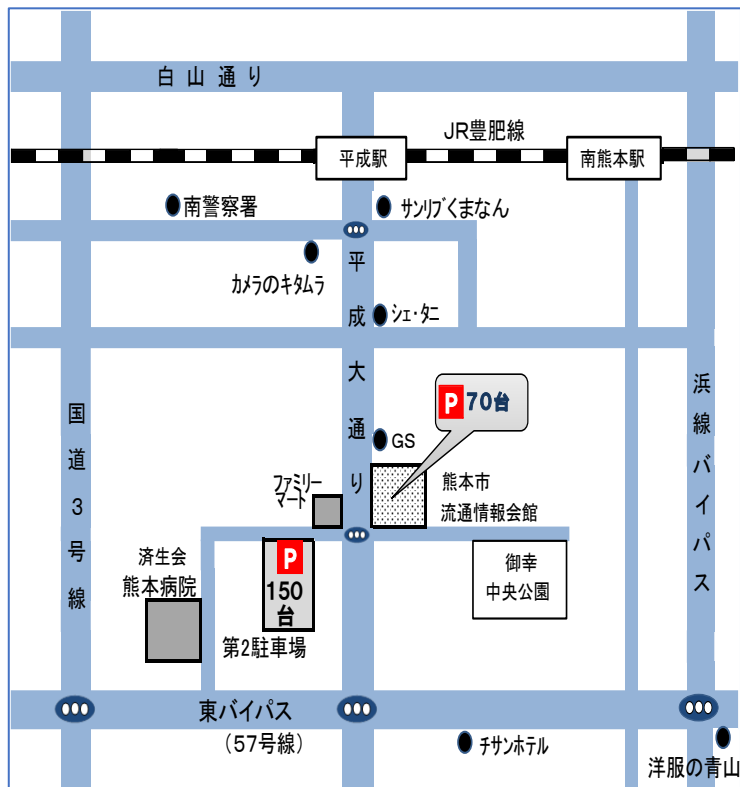 白山通り
JR豊肥線
平成駅
南熊本駅
南警察署
サンリブくまなん
カメラのキタムラ
平成大通り
シェ・タニ
P 70台
浜線バイパス
国道3号線
GS
ファミリー
マート
熊本市
流通情報会館
済生会
熊本病院
P
150
台
御幸
中央公園
第2駐車場
東バイパス
(57号線)
チサンホテル
洋服の青山